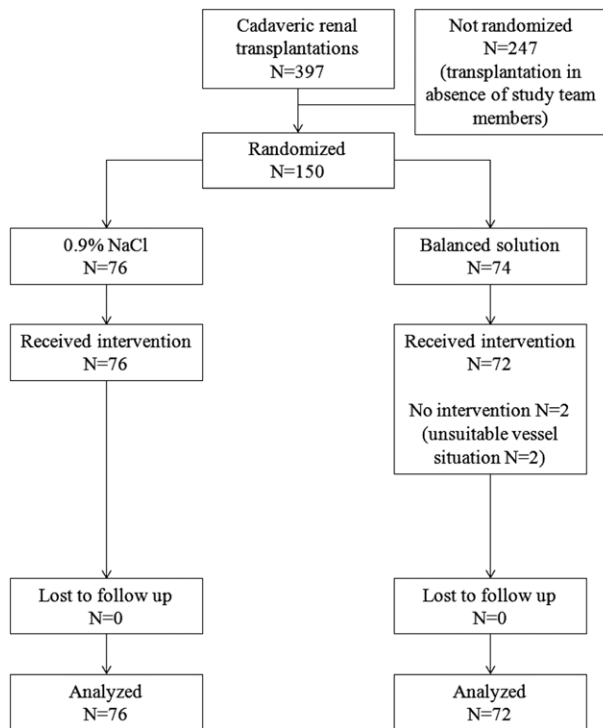 Cadaveric renal
transplantations
N=397
Not randomized
N=247
(transplantation in
absence of study team
members)
Randomized
N=150
0.9% NaCl
N=76
Balanced solution
N=74
Received intervention
N=76
Received intervention
N=72
No intervention N=2
(unsuitable vessel
situation N=2)
Lost to follow up
N=0
Lost to follow up
N=0
Analyzed
N=76
Analyzed
N=72